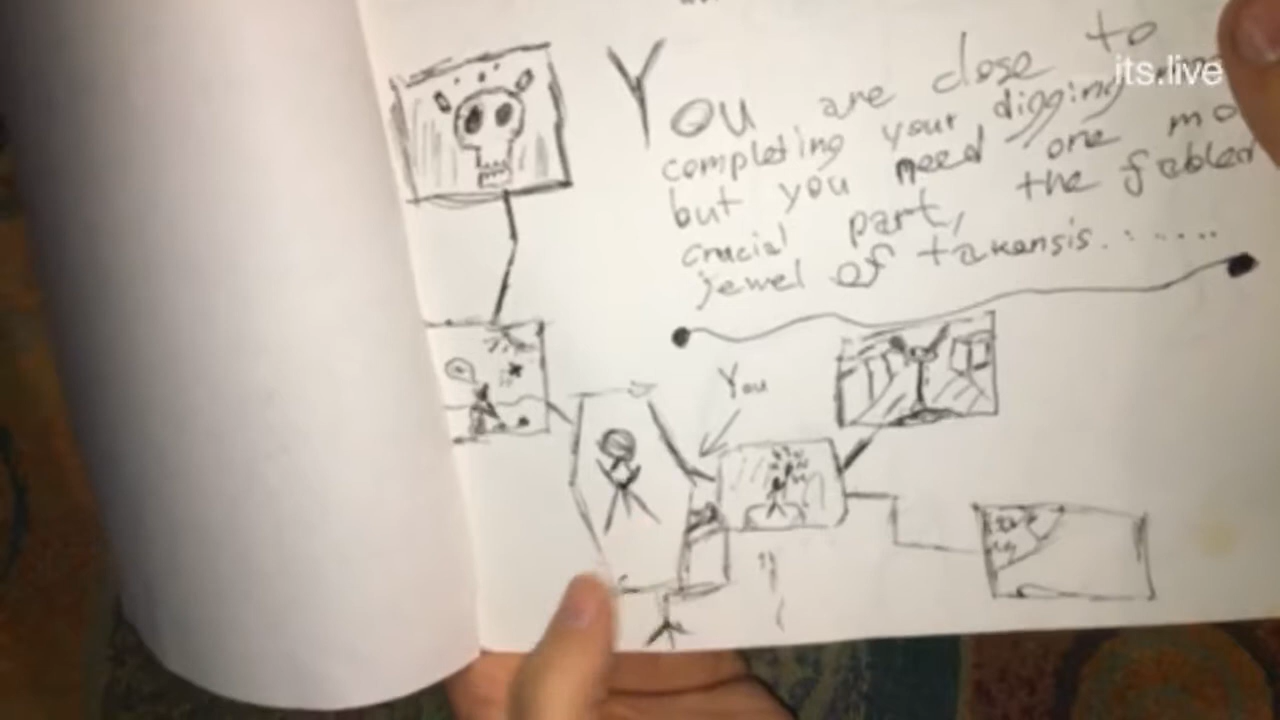 You are close to
its.live
completing your digging
but you need one mo
crucial part, the fabled
jewel of takensis.......
You